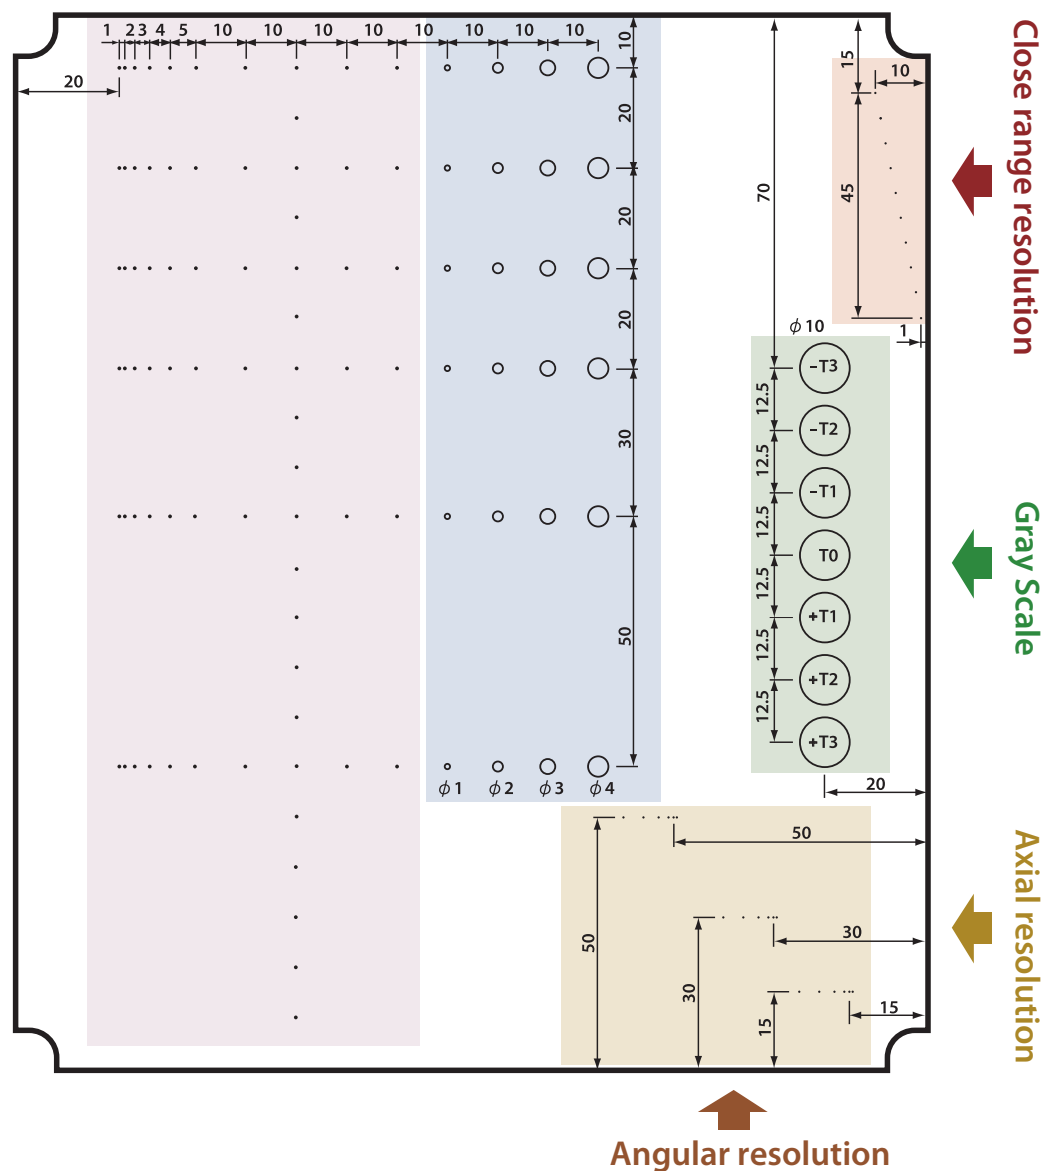 1 2 3 4 5 10 10 10 10 10 10 10 10
10
20
20
20
20
30
50
ϕ1 ϕ2 ϕ3 ϕ4
15
10
45
1
70
ϕ10
12.5
12.5
12.5
12.5
12.5
12.5
−T3
−T2
−T1
T0
+T1
+T2
+T3
20
50
50
30
30
15
15
Close range resolution
Gray Scale
Axial resolution
Angular resolution